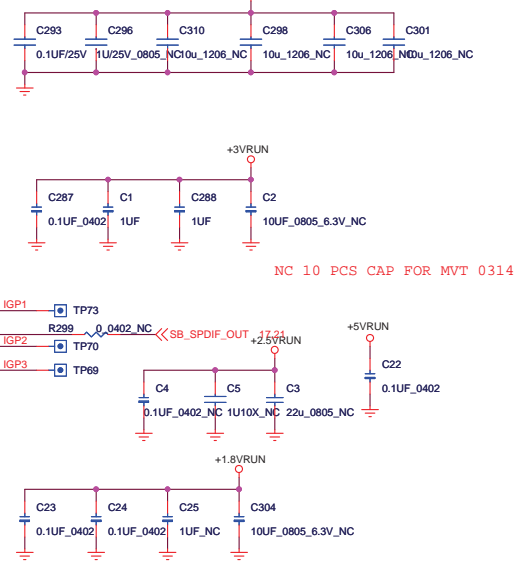 C293 C296 C310 C298 C306 C301
0.1UF/25V 1U/25V_0805_NC 10u_1206_NC 10u_1206_NC 10u_1206_NC 10u_1206_NC
+3VRUN
C287 C1 C288 C2
0.1UF_0402 1UF 1UF 10UF_0805_6.3V_NC
NC 10 PCS CAP FOR MVT 0314
IGP1 TP73
R299 0_0402_NC SB_SPDIF_OUT 17,21
IGP2 TP70
IGP3 TP69
+2.5VRUN
+5VRUN
C22
0.1UF_0402
C4 C5 C3
0.1UF_0402_NC 1U10X_NC 22u_0805_NC
+1.8VRUN
C23 C24 C25 C304
0.1UF_0402 0.1UF_0402 1UF_NC 10UF_0805_6.3V_NC